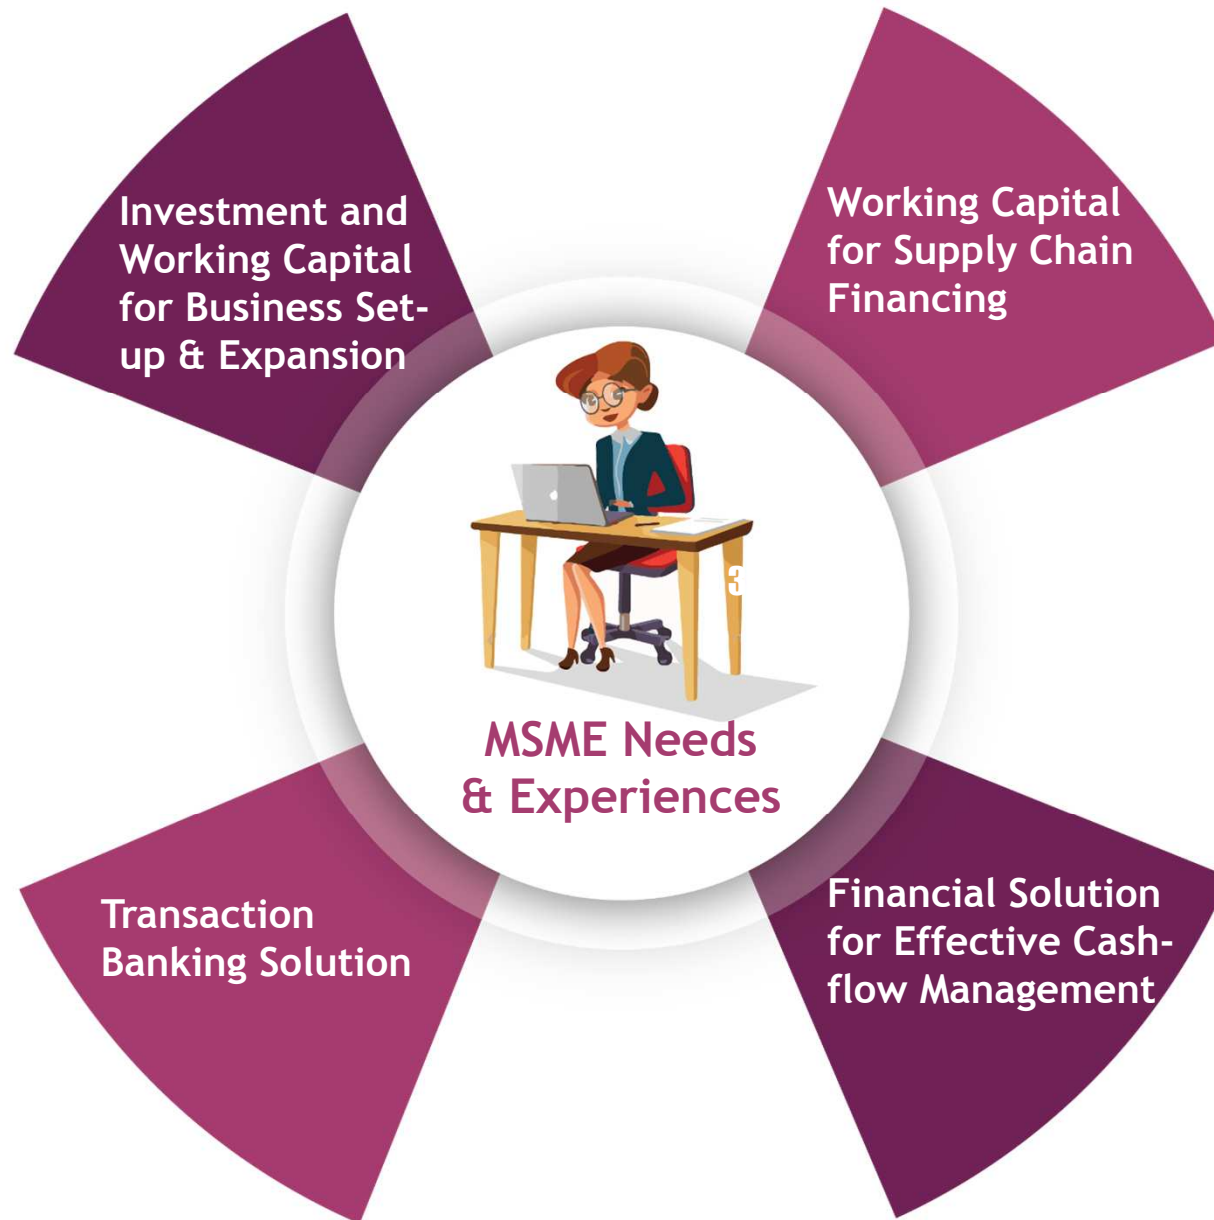 Investment and
Working Capital
for Business Set-
up & Expansion
Working Capital
for Supply Chain
Financing
3
MSME Needs
& Experiences
Transaction
Banking Solution
Financial Solution
for Effective Cash-
flow Management